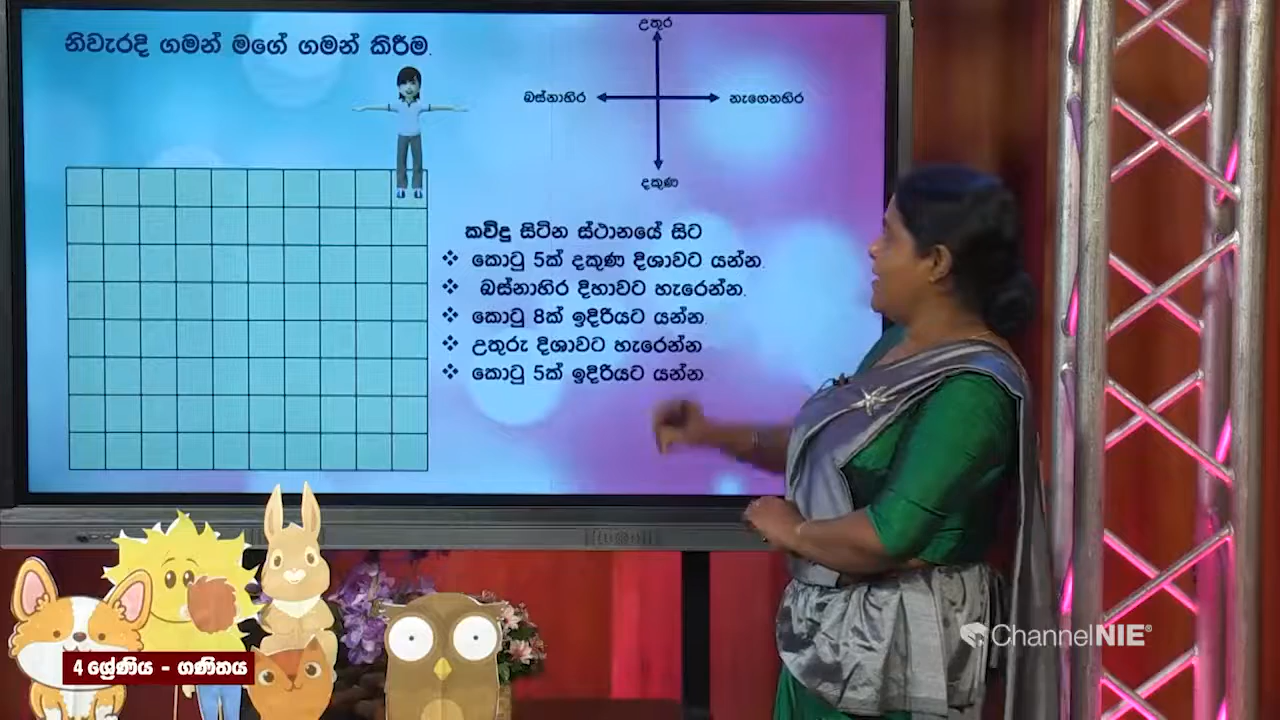 නිවැරදි ගමන් මගේ ගමන් කිරීම.
උතුර
බස්නාහිර
නැගෙනහිර
දකුණ
කවිදු සිටින ස්ථානයේ සිට
❖ කොටු 5ක් දකුණ දිශාවට යන්න.
❖ බස්නාහිර දිහාවට හැරෙන්න.
❖ කොටු 8ක් ඉදිරියට යන්න.
❖ උතුරු දිශාවට හැරෙන්න
❖ කොටු 5ක් ඉදිරියට යන්න.
ChannelNIE®
4 ශ්‍රේණිය - ගණිතය